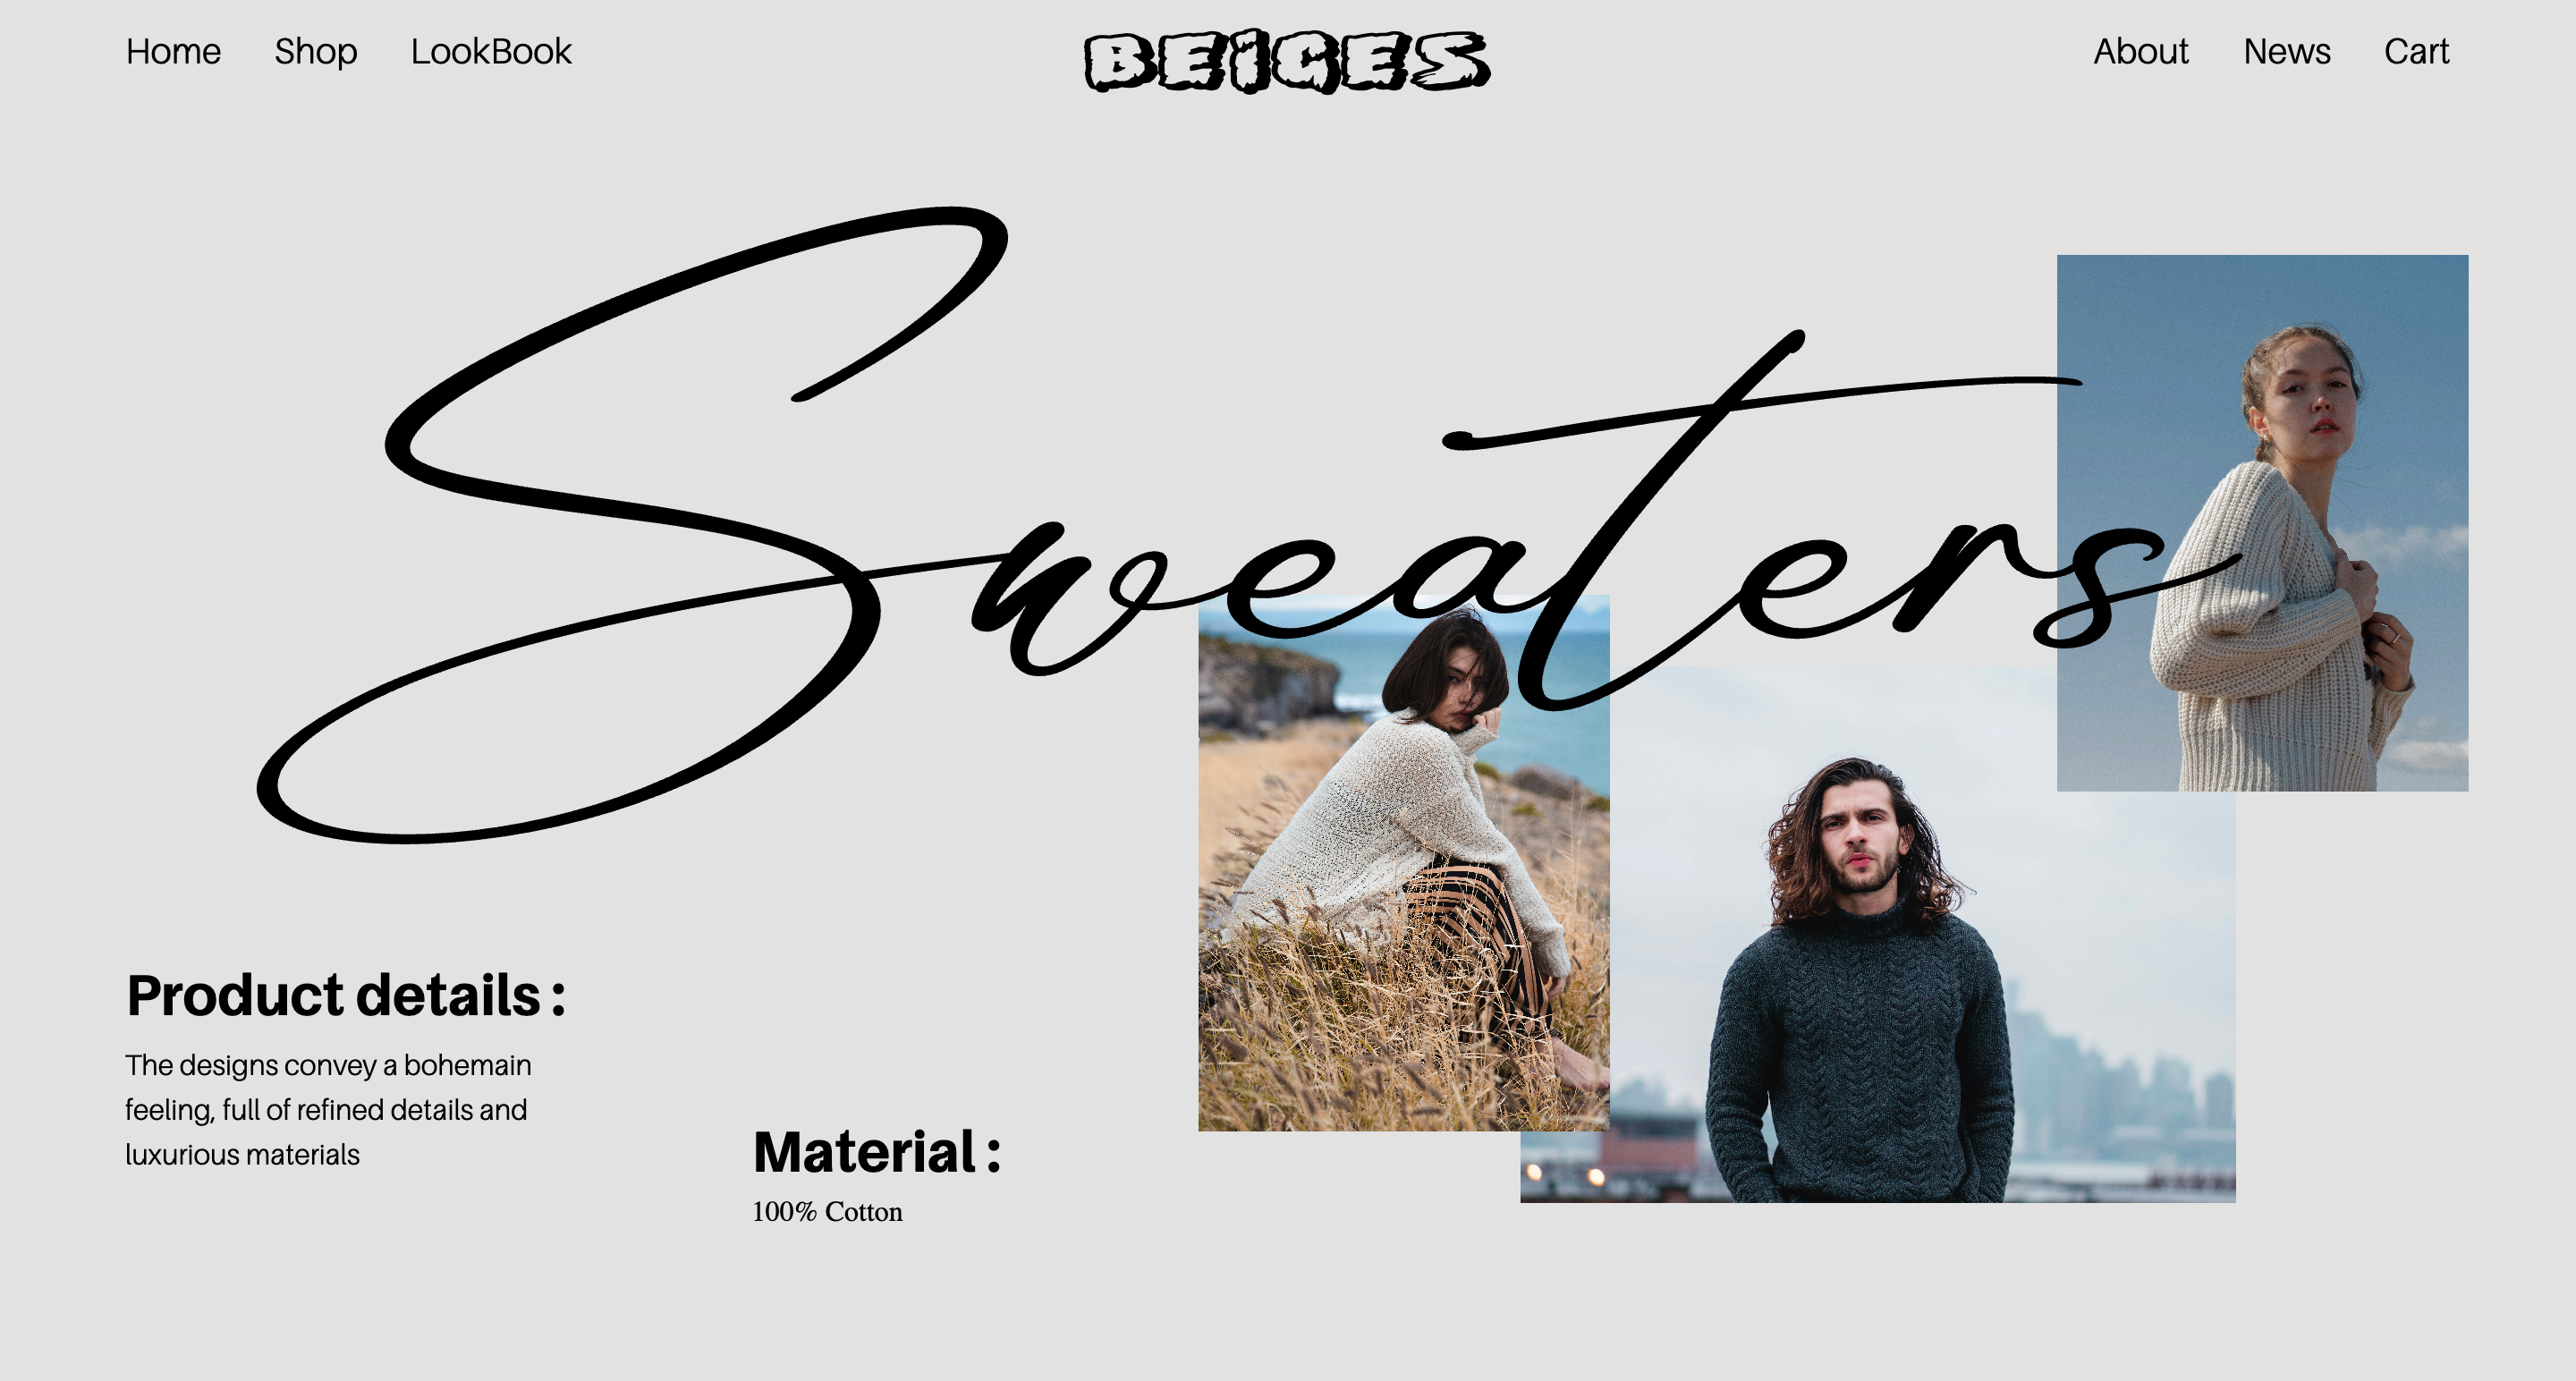 Home Shop LookBook BEIGES About News Cart
Sweaters
Product details :
The designs convey a bohemain
feeling, full of refined details and
luxurious materials
Material :
100% Cotton